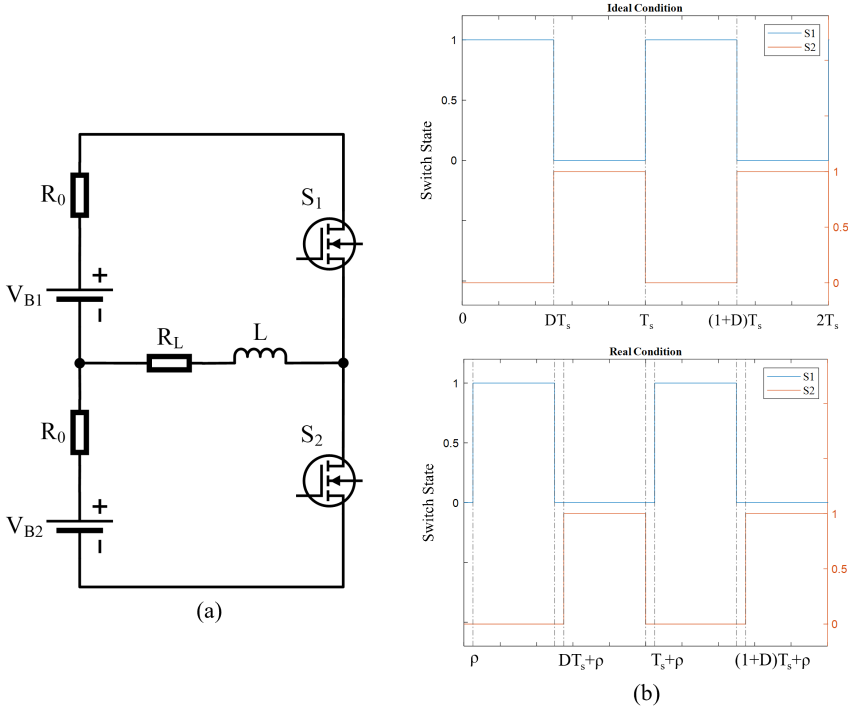 R0
S1
+
VB1
RL
L
R0
S2
+
VB2
(a)
Ideal Condition
S1
S2
1
0.5
0
1
0.5
0
Switch State
0
DTs
Ts
(1+D)Ts
2Ts
Real Condition
S1
S2
1
0.5
0
1
0.5
0
Switch State
ρ
DTs+ρ
Ts+ρ
(1+D)Ts+ρ
(b)